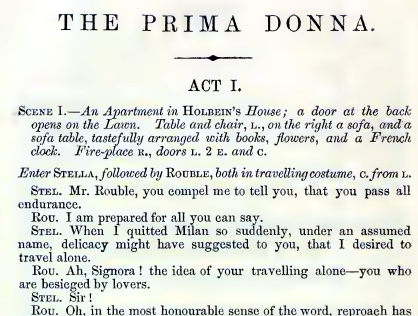 THE PRIMA DONNA.
ACT I.
SCENE I.—An Apartment in HOLBEIN'S House; a door at the back
opens on the Lawn. Table and chair, L., on the right a sofa, and a
sofa table, tastefully arranged with books, flowers, and a French
clock. Fire-place R., doors L. 2 E. and C.
Enter STELLA, followed by ROUBLE, both in travelling costume, C. from L.
STEL. Mr. Rouble, you compel me to tell you, that you pass all
endurance.
ROU. I am prepared for all you can say.
STEL. When I quitted Milan so suddenly, under an assumed
name, delicacy might have suggested to you, that I desired to
travel alone.
ROU. Ah, Signora! the idea of your travelling alone—you who
are besieged by lovers.
STEL. Sir!
ROU. Oh, in the most honourable sense of the word, reproach has